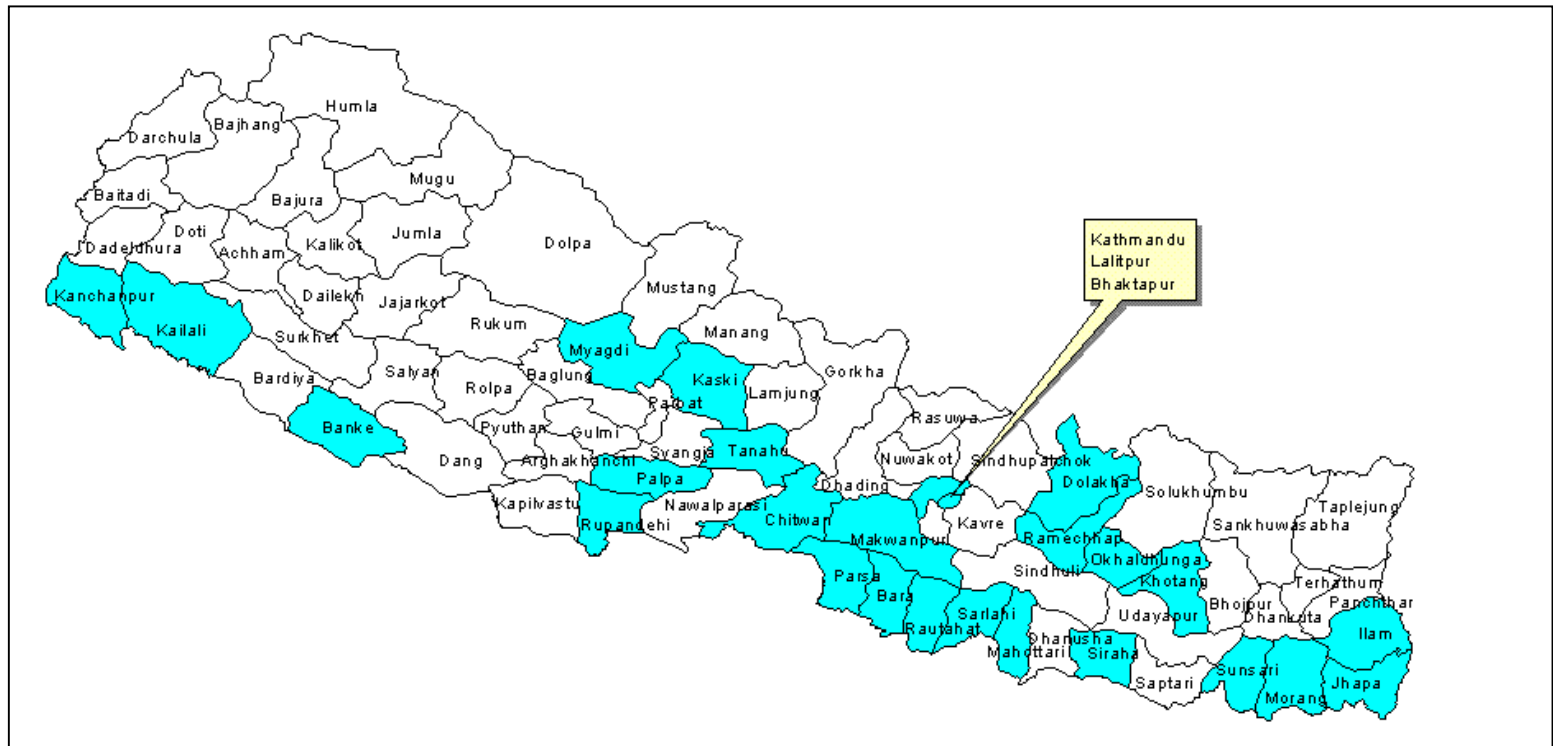 Humla
Darchula
Bajhang
Mugu
Baitadi
Bajura
Doti
Jumla
Dadeldhura
Achham
Kalikot
Dolpa
Kathmandu
Lalitpur
Bhaktapur
Kanchanpur
Dailekh
Jajarkot
Mustang
Kailali
Surkhet
Rukum
Manang
Myagdi
Bardiya
Salyan
Rolpa
Baglung
Kaski
Gorkha
Lamjung
Parbat
Rasuwa
Banke
Pyuthan
Gulmi
Syangja
Tanahu
Nuwakot
Sindhupalchok
Dang
Arghakhanchi
Palpa
Dhading
Dolakha
Solukhumbu
Kapilvastu
Nawalparasi
Taplejung
Rupandehi
Chitwan
Kavre
Sankhuwasabha
Makwanpur
Ramechhap
Okhaldhunga
Parsa
Sindhuli
Khotang
Terhathum
Bara
Bhojpur
Panchthar
Sarlahi
Udayapur
Dhankuta
Rautahat
Dhanusha
Ilam
Mahottari
Siraha
Sunsari
Saptari
Morang
Jhapa